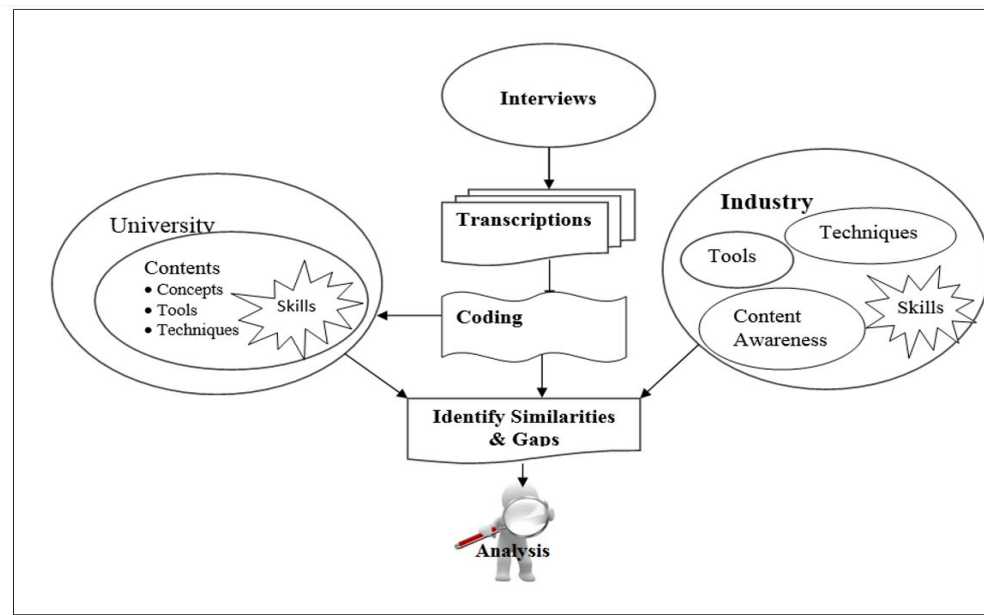 Interviews
Transcriptions
University
Contents
• Concepts
• Tools
• Techniques
Skills
Coding
Industry
Techniques
Tools
Skills
Content
Awareness
Identify Similarities
& Gaps
Analysis